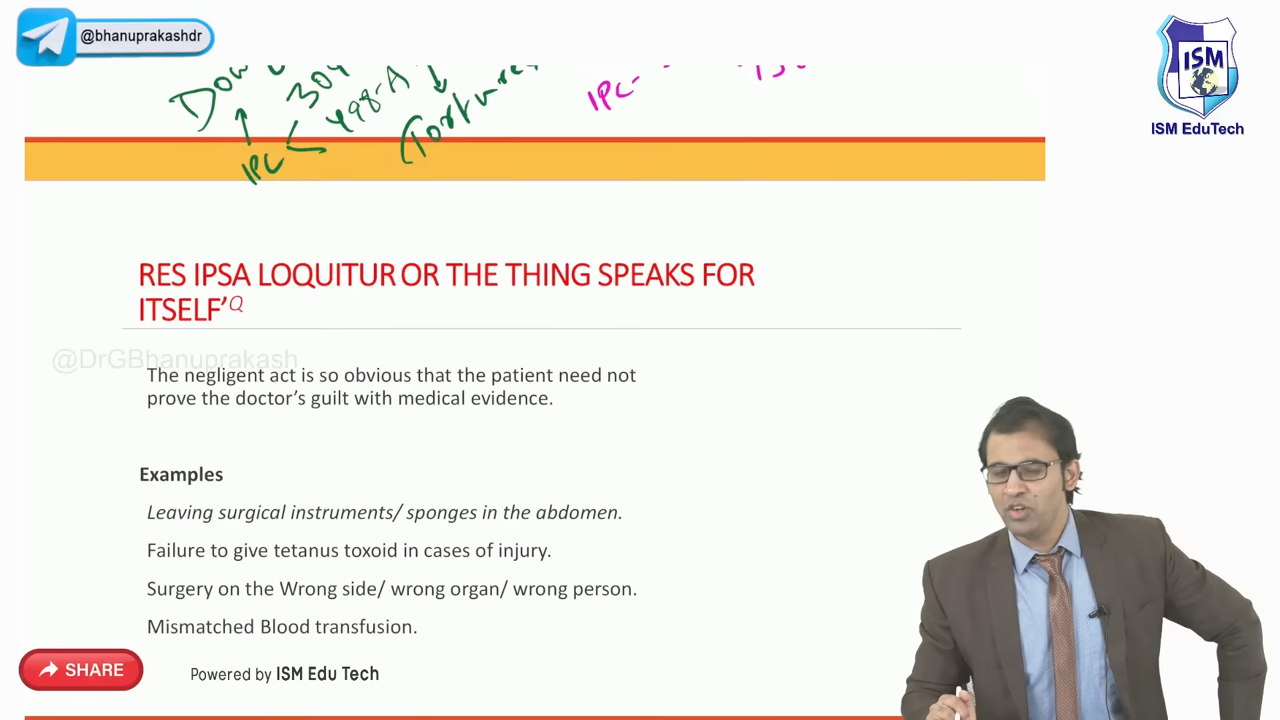 @bhanuprakashdr
ISM
ISM EduTech
498-A
IPC
IPC
RES IPSA LOQUITUR OR THE THING SPEAKS FOR
ITSELF’Q
@DrGBhanuprakash
The negligent act is so obvious that the patient need not
prove the doctor’s guilt with medical evidence.
Examples
Leaving surgical instruments/ sponges in the abdomen.
Failure to give tetanus toxoid in cases of injury.
Surgery on the Wrong side/ wrong organ/ wrong person.
Mismatched Blood transfusion.
SHARE
Powered by ISM Edu Tech